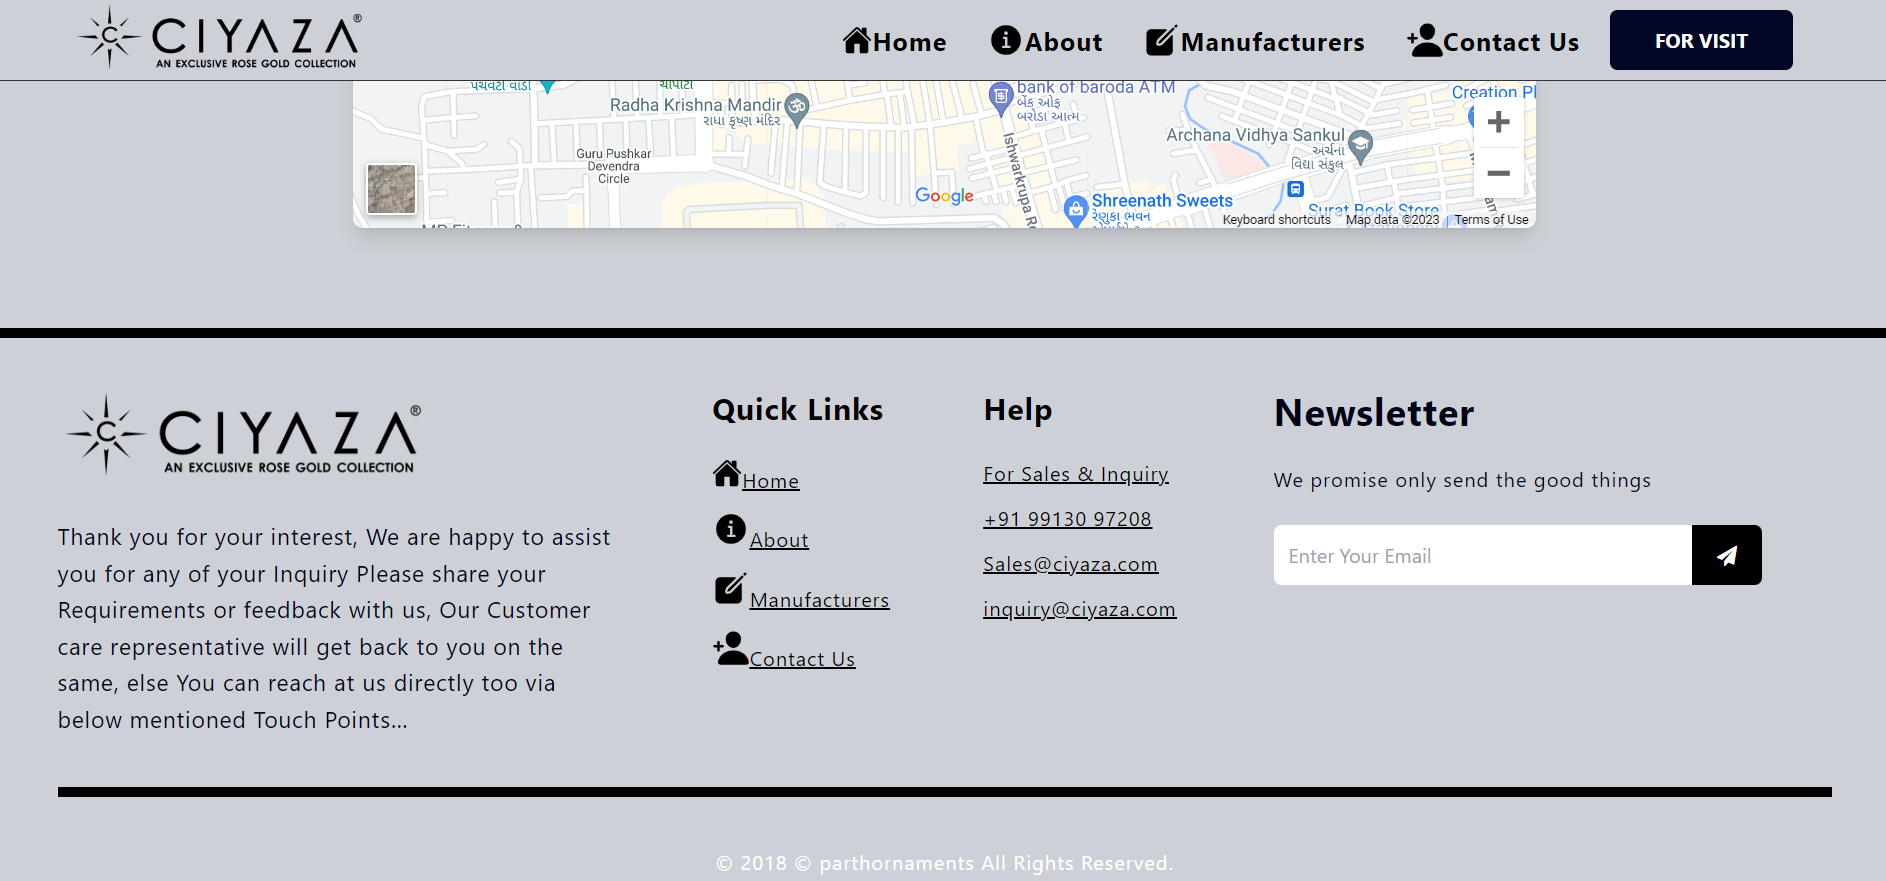 C CIYAZA®
AN EXCLUSIVE ROSE GOLD COLLECTION
Home
About
Manufacturers
Contact Us
FOR VISIT
પંચવટી વાડી
ચોપાટી
Radha Krishna Mandir
રાધા કૃષ્ણ મંદિર
bank of baroda ATM
બેંક ઓફ
બરોડા આત્મ
Creation Pl
Archana Vidhya Sankul
અર્ચના
વિદ્યા સંકુલ
Guru Pushkar
Devendra
Circle
Ishwarkrupa Ro
Google
Shreenath Sweets
રેણુકા ભવન
Surat Book Store
Keyboard shortcuts
Map data ©2023
Terms of Use
C CIYAZA®
AN EXCLUSIVE ROSE GOLD COLLECTION
Thank you for your interest, We are happy to assist
you for any of your Inquiry Please share your
Requirements or feedback with us, Our Customer
care representative will get back to you on the
same, else You can reach at us directly too via
below mentioned Touch Points...
Quick Links
Home
About
Manufacturers
Contact Us
Help
For Sales & Inquiry
+91 99130 97208
Sales@ciyaza.com
inquiry@ciyaza.com
Newsletter
We promise only send the good things
Enter Your Email
© 2018 © parthornaments All Rights Reserved.